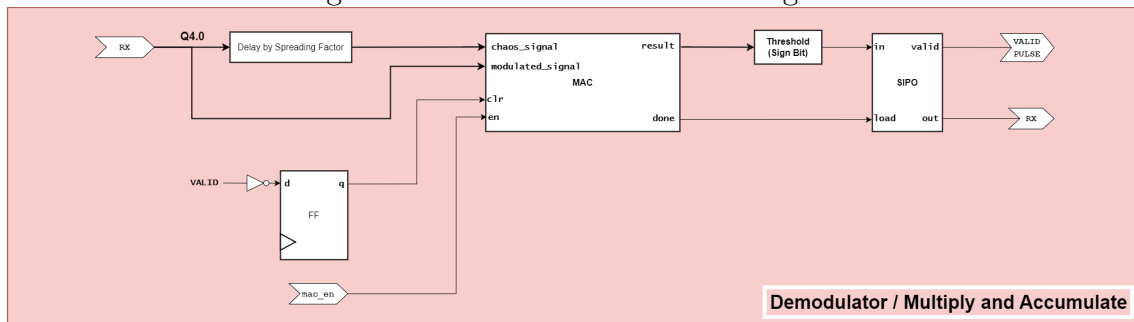 RX
Q4.0
Delay by Spreading Factor
chaos_signal
modulated_signal
MAC
clr
en
result
done
Threshold
(Sign Bit)
in
valid
SIPO
load
out
VALID
PULSE
RX
VALID
d
q
FF
mac_en
Demodulator / Multiply and Accumulate